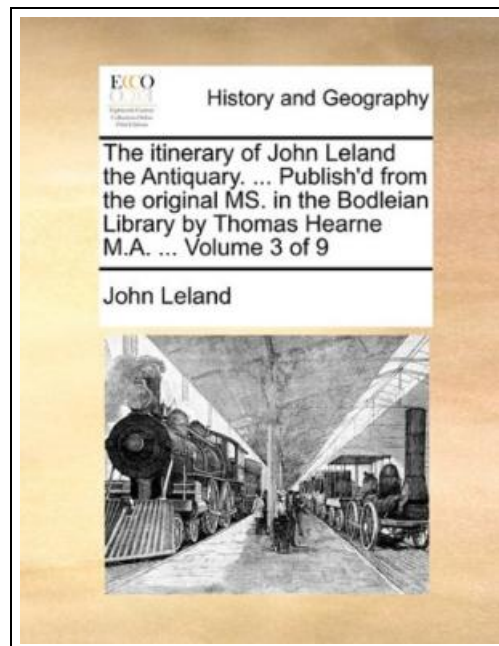 ECCO
History and Geography
The itinerary of John Leland
the Antiquary. ... Publish'd from
the original MS. in the Bodleian
Library by Thomas Hearne
M.A. ... Volume 3 of 9
John Leland